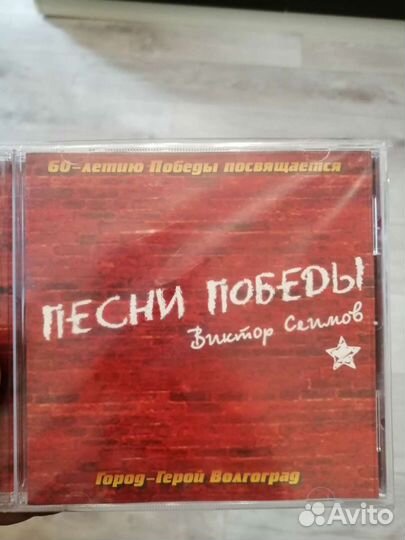 60-летию Победы посвящается
ПЕСНИ ПОБЕДЫ
Виктор Сеимов
Город-Герой Волгоград
Avito